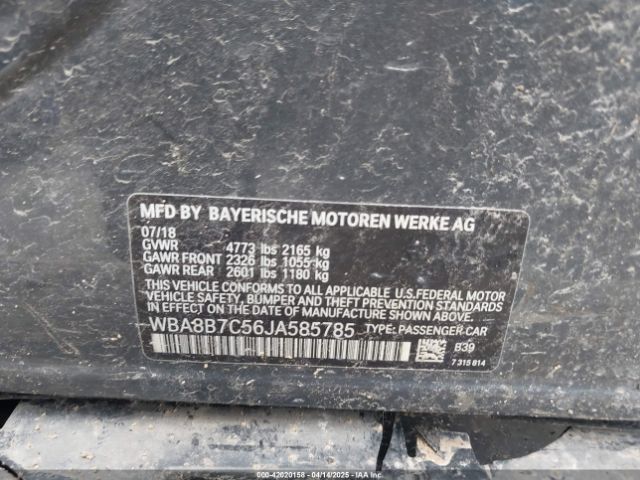 MFD BY BAYERISCHE MOTOREN WERKE AG
07/18
GVWR 4773 lbs 2165 kg
GAWR FRONT 2326 lbs 1055 kg
GAWR REAR 2601 lbs 1180 kg
THIS VEHICLE CONFORMS TO ALL APPLICABLE U.S.FEDERAL MOTOR
VEHICLE SAFETY, BUMPER AND THEFT PREVENTION STANDARDS
IN EFFECT ON THE DATE OF MANUFACTURE SHOWN ABOVE.
WBA8B7C56JA585785 TYPE: PASSENGER CAR
B39
7 315 814
000-42020158 - 04/14/2025 - IAAI.COM